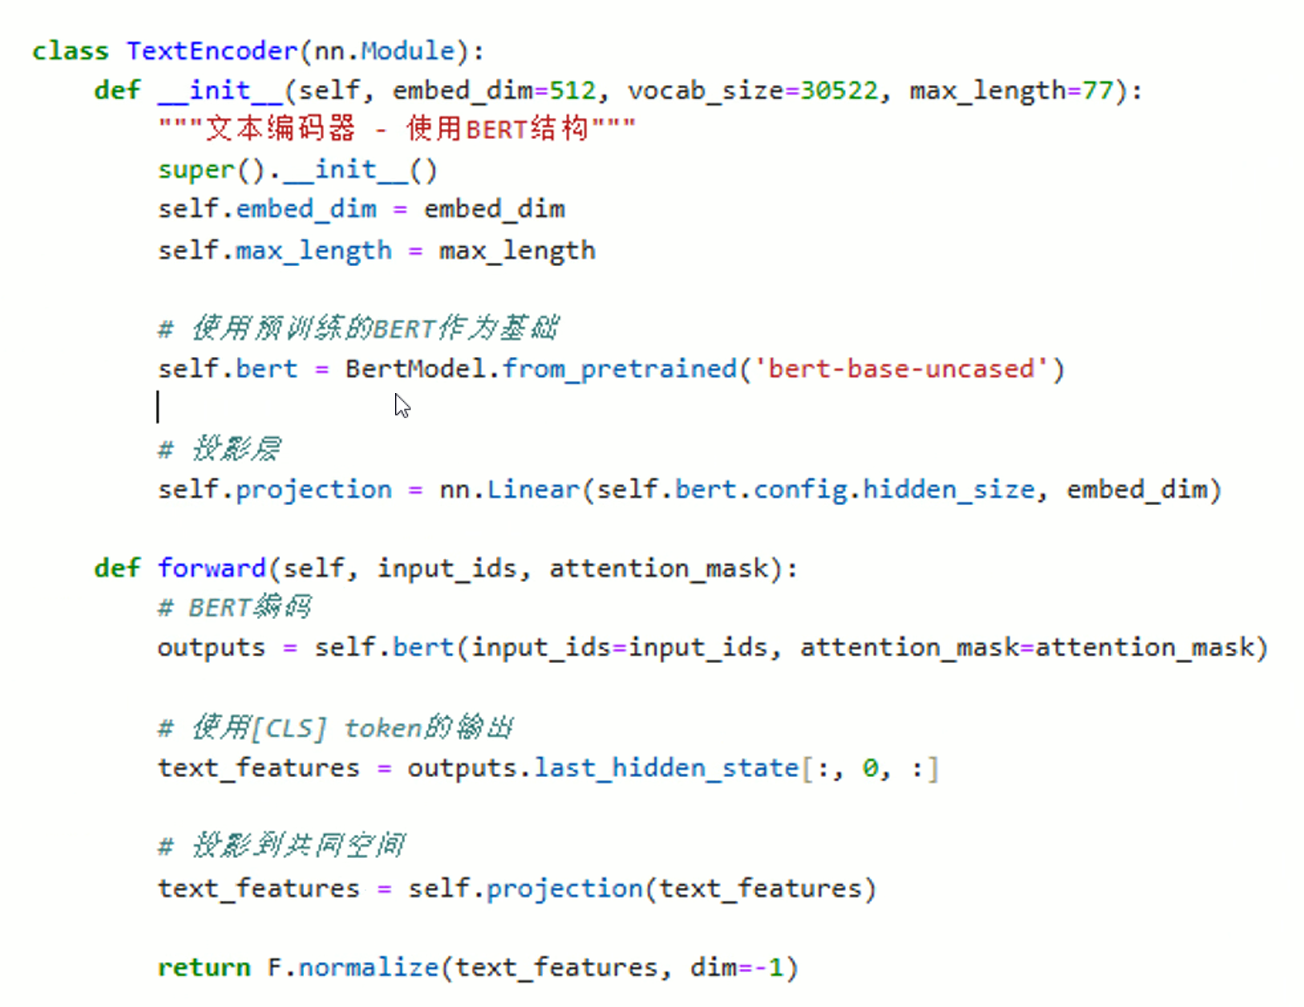 class TextEncoder(nn.Module):
    def __init__(self, embed_dim=512, vocab_size=30522, max_length=77):
        """文本编码器 - 使用BERT结构"""
        super().__init__()
        self.embed_dim = embed_dim
        self.max_length = max_length
        # 使用预训练的BERT作为基础
        self.bert = BertModel.from_pretrained('bert-base-uncased')
        # 投影层
        self.projection = nn.Linear(self.bert.config.hidden_size, embed_dim)
    def forward(self, input_ids, attention_mask):
        # BERT编码
        outputs = self.bert(input_ids=input_ids, attention_mask=attention_mask)
        # 使用[CLS] token的输出
        text_features = outputs.last_hidden_state[:, 0, :]
        # 投影到共同空间
        text_features = self.projection(text_features)
        return F.normalize(text_features, dim=-1)